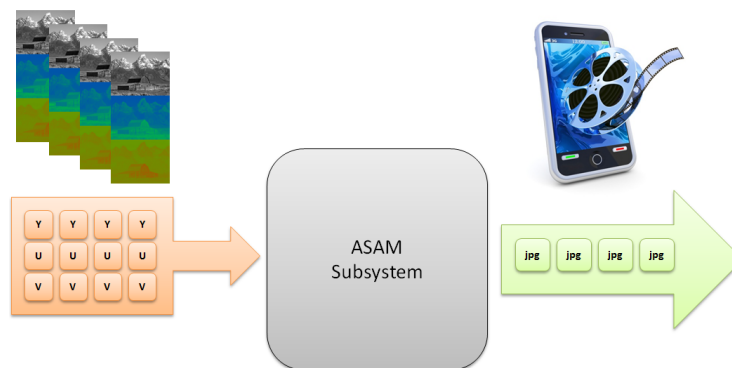 Y Y Y Y
U U U U
V V V V
ASAM
Subsystem
jpg jpg jpg jpg